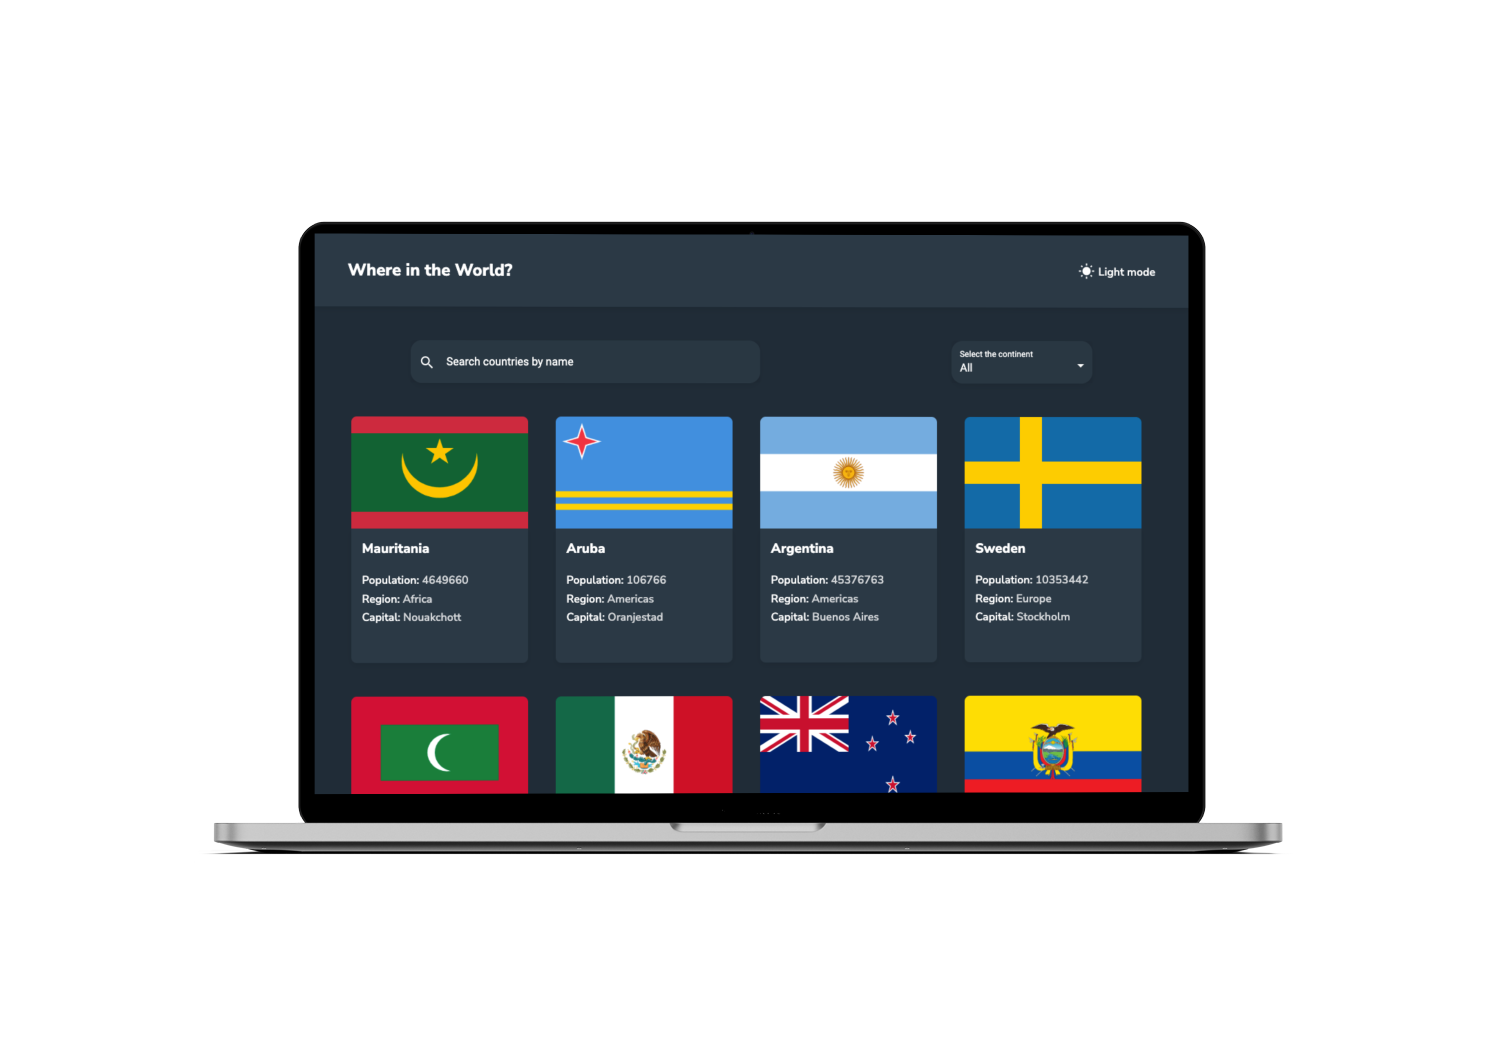 Where in the World?
Light mode
Search countries by name
Select the continent
All
Mauritania
Population: 4649660
Region: Africa
Capital: Nouakchott
Aruba
Population: 106766
Region: Americas
Capital: Oranjestad
Argentina
Population: 45376763
Region: Americas
Capital: Buenos Aires
Sweden
Population: 10353442
Region: Europe
Capital: Stockholm